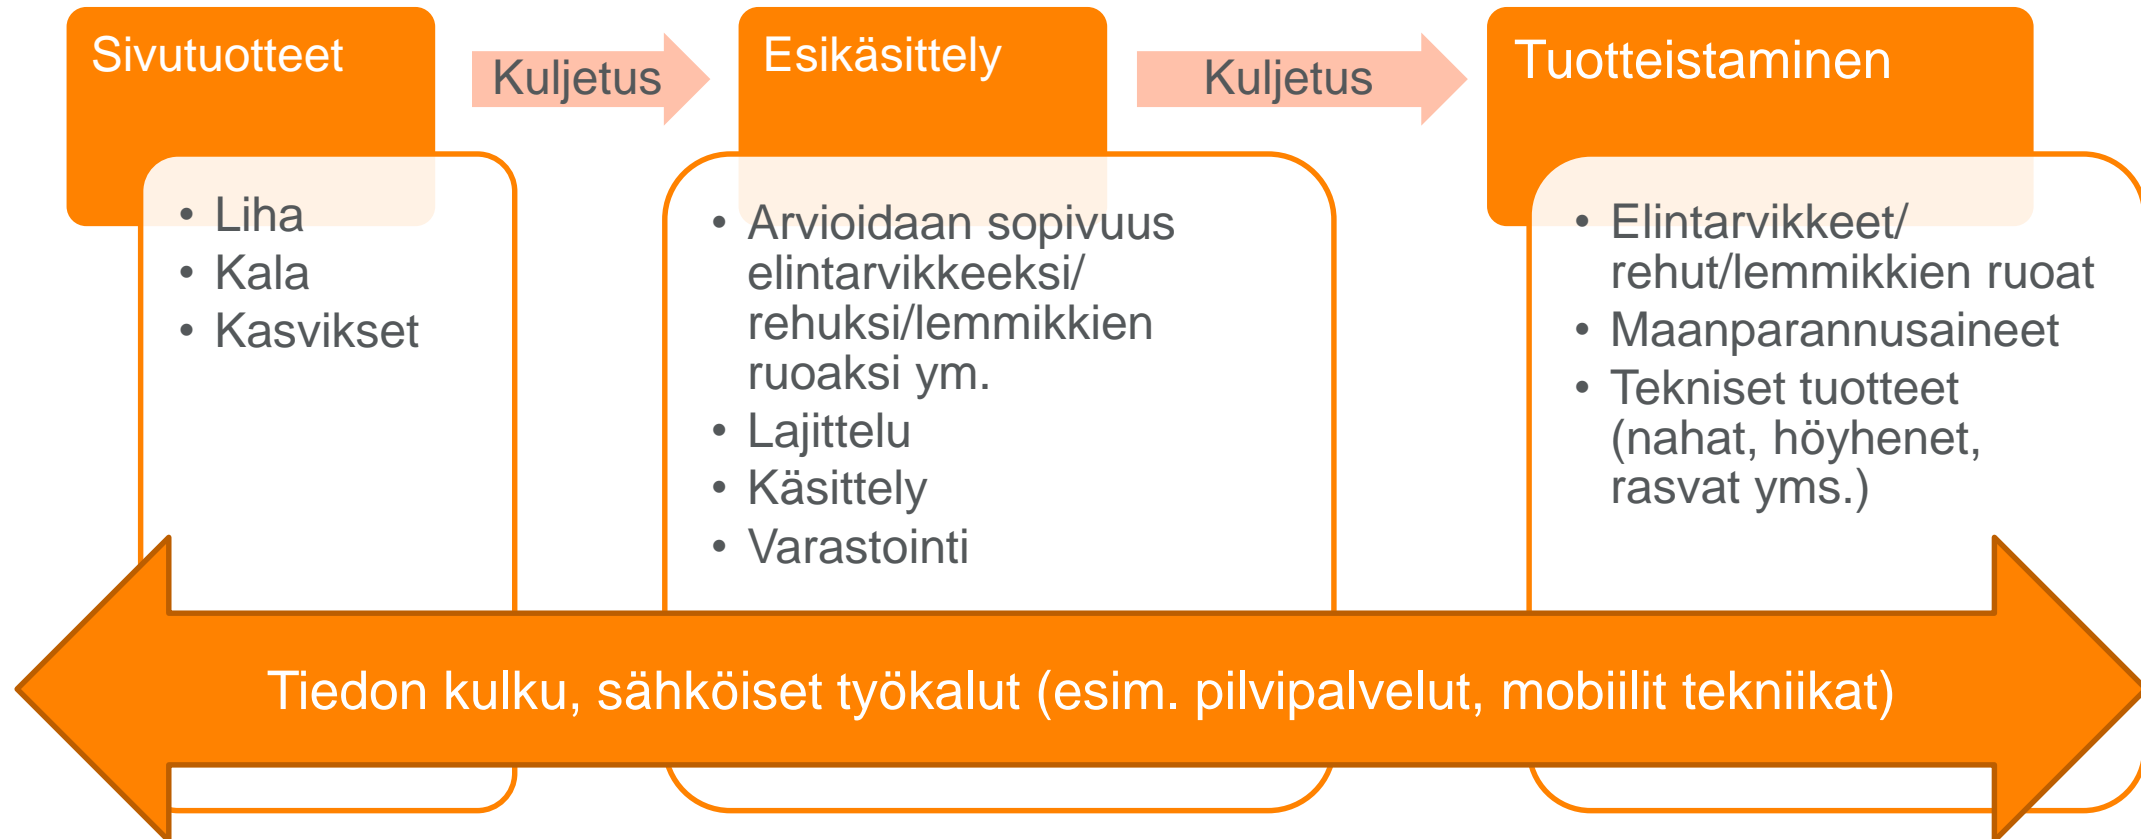 Sivutuotteet
• Liha
• Kala
• Kasvikset
Kuljetus
Esikäsittely
• Arvioidaan sopivuus
elintarvikkeeksi/
rehuksi/lemmikkien
ruoaksi ym.
• Lajittelu
• Käsittely
• Varastointi
Kuljetus
Tuotteistaminen
• Elintarvikkeet/
rehut/lemmikkien ruoat
• Maanparannusaineet
• Tekniset tuotteet
(nahat, höyhenet,
rasvat yms.)
Tiedon kulku, sähköiset työkalut (esim. pilvipalvelut, mobiilit tekniikat)